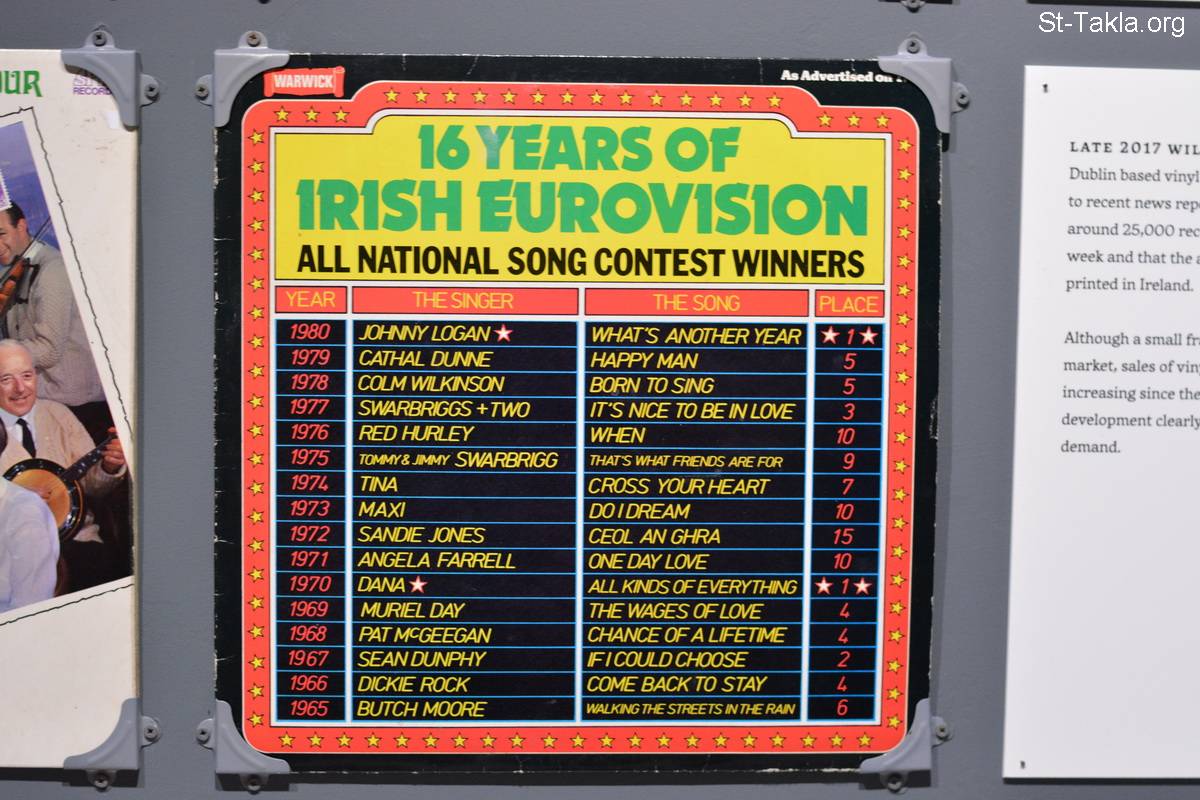 St-Takla.org
OUR
RECORD
WARWICK
As Advertised on
16 YEARS OF
IRISH EUROVISION
ALL NATIONAL SONG CONTEST WINNERS
YEAR THE SINGER THE SONG PLACE
1980 JOHNNY LOGAN WHAT'S ANOTHER YEAR 1
1979 CATHAL DUNNE HAPPY MAN 5
1978 COLM WILKINSON BORN TO SING 5
1977 SWARBRIGGS + TWO IT'S NICE TO BE IN LOVE 3
1976 RED HURLEY WHEN 10
1975 TOMMY & JIMMY SWARBRIGG THAT'S WHAT FRIENDS ARE FOR 9
1974 TINA CROSS YOUR HEART 7
1973 MAXI DO I DREAM 10
1972 SANDIE JONES CEOL AN GHRA 15
1971 ANGELA FARRELL ONE DAY LOVE 10
1970 DANA ALL KINDS OF EVERYTHING 1
1969 MURIEL DAY THE WAGES OF LOVE 4
1968 PAT McGEEGAN CHANCE OF A LIFETIME 4
1967 SEAN DUNPHY IF I COULD CHOOSE 2
1966 DICKIE ROCK COME BACK TO STAY 4
1965 BUTCH MOORE WALKING THE STREETS IN THE RAIN 6
LATE 2017 WIL
Dublin based vinyl
to recent news rep
around 25,000 rec
week and that the a
printed in Ireland.
Although a small fr
market, sales of vin
increasing since the
development clearly
demand.